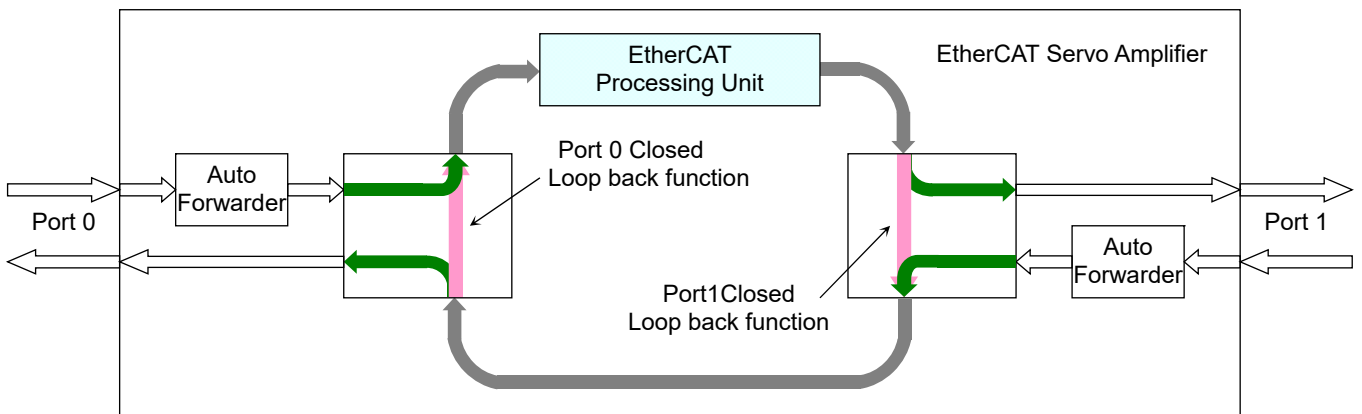 EtherCAT
Processing Unit
EtherCAT Servo Amplifier
Port 0 Closed
Loop back function
Auto
Forwarder
Port 0
Port 1
Auto
Forwarder
Port1Closed
Loop back function